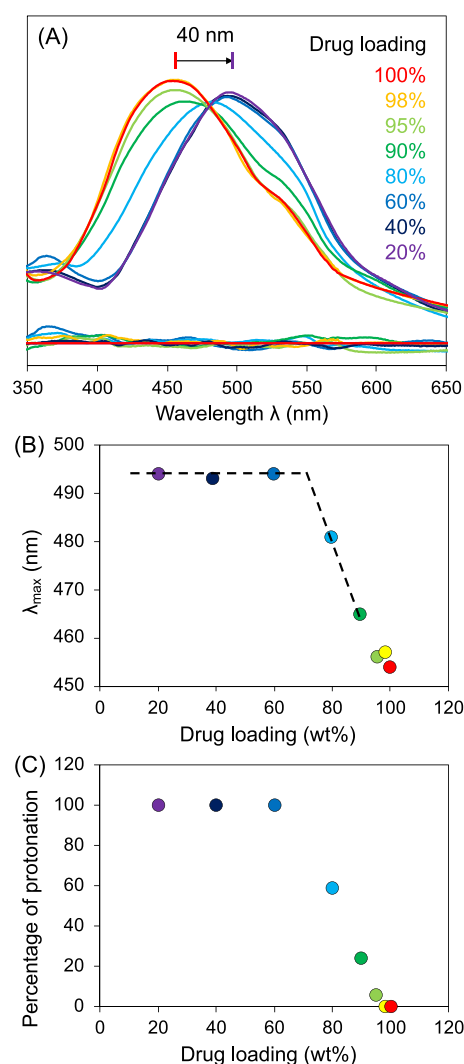 (A)
40 nm
Drug loading
100%
98%
95%
90%
80%
60%
40%
20%
350 400 450 500 550 600 650
Wavelength λ (nm)
(B)
500
490
480
470
460
450
λmax (nm)
0 20 40 60 80 100 120
Drug loading (wt%)
(C)
120
100
80
60
40
20
0
Percentage of protonation
0 20 40 60 80 100 120
Drug loading (wt%)